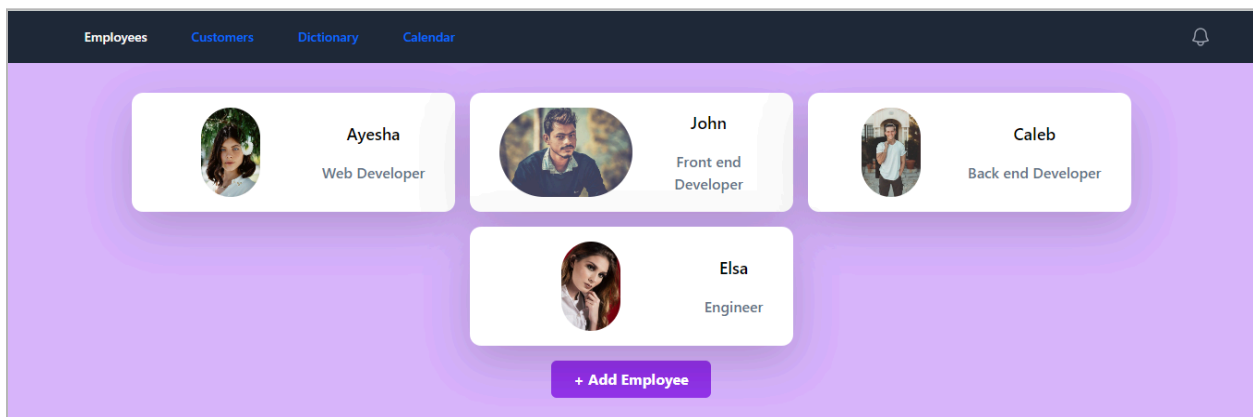 Employees
Customers
Dictionary
Calendar
Ayesha
Web Developer
John
Front end
Developer
Caleb
Back end Developer
Elsa
Engineer
+ Add Employee